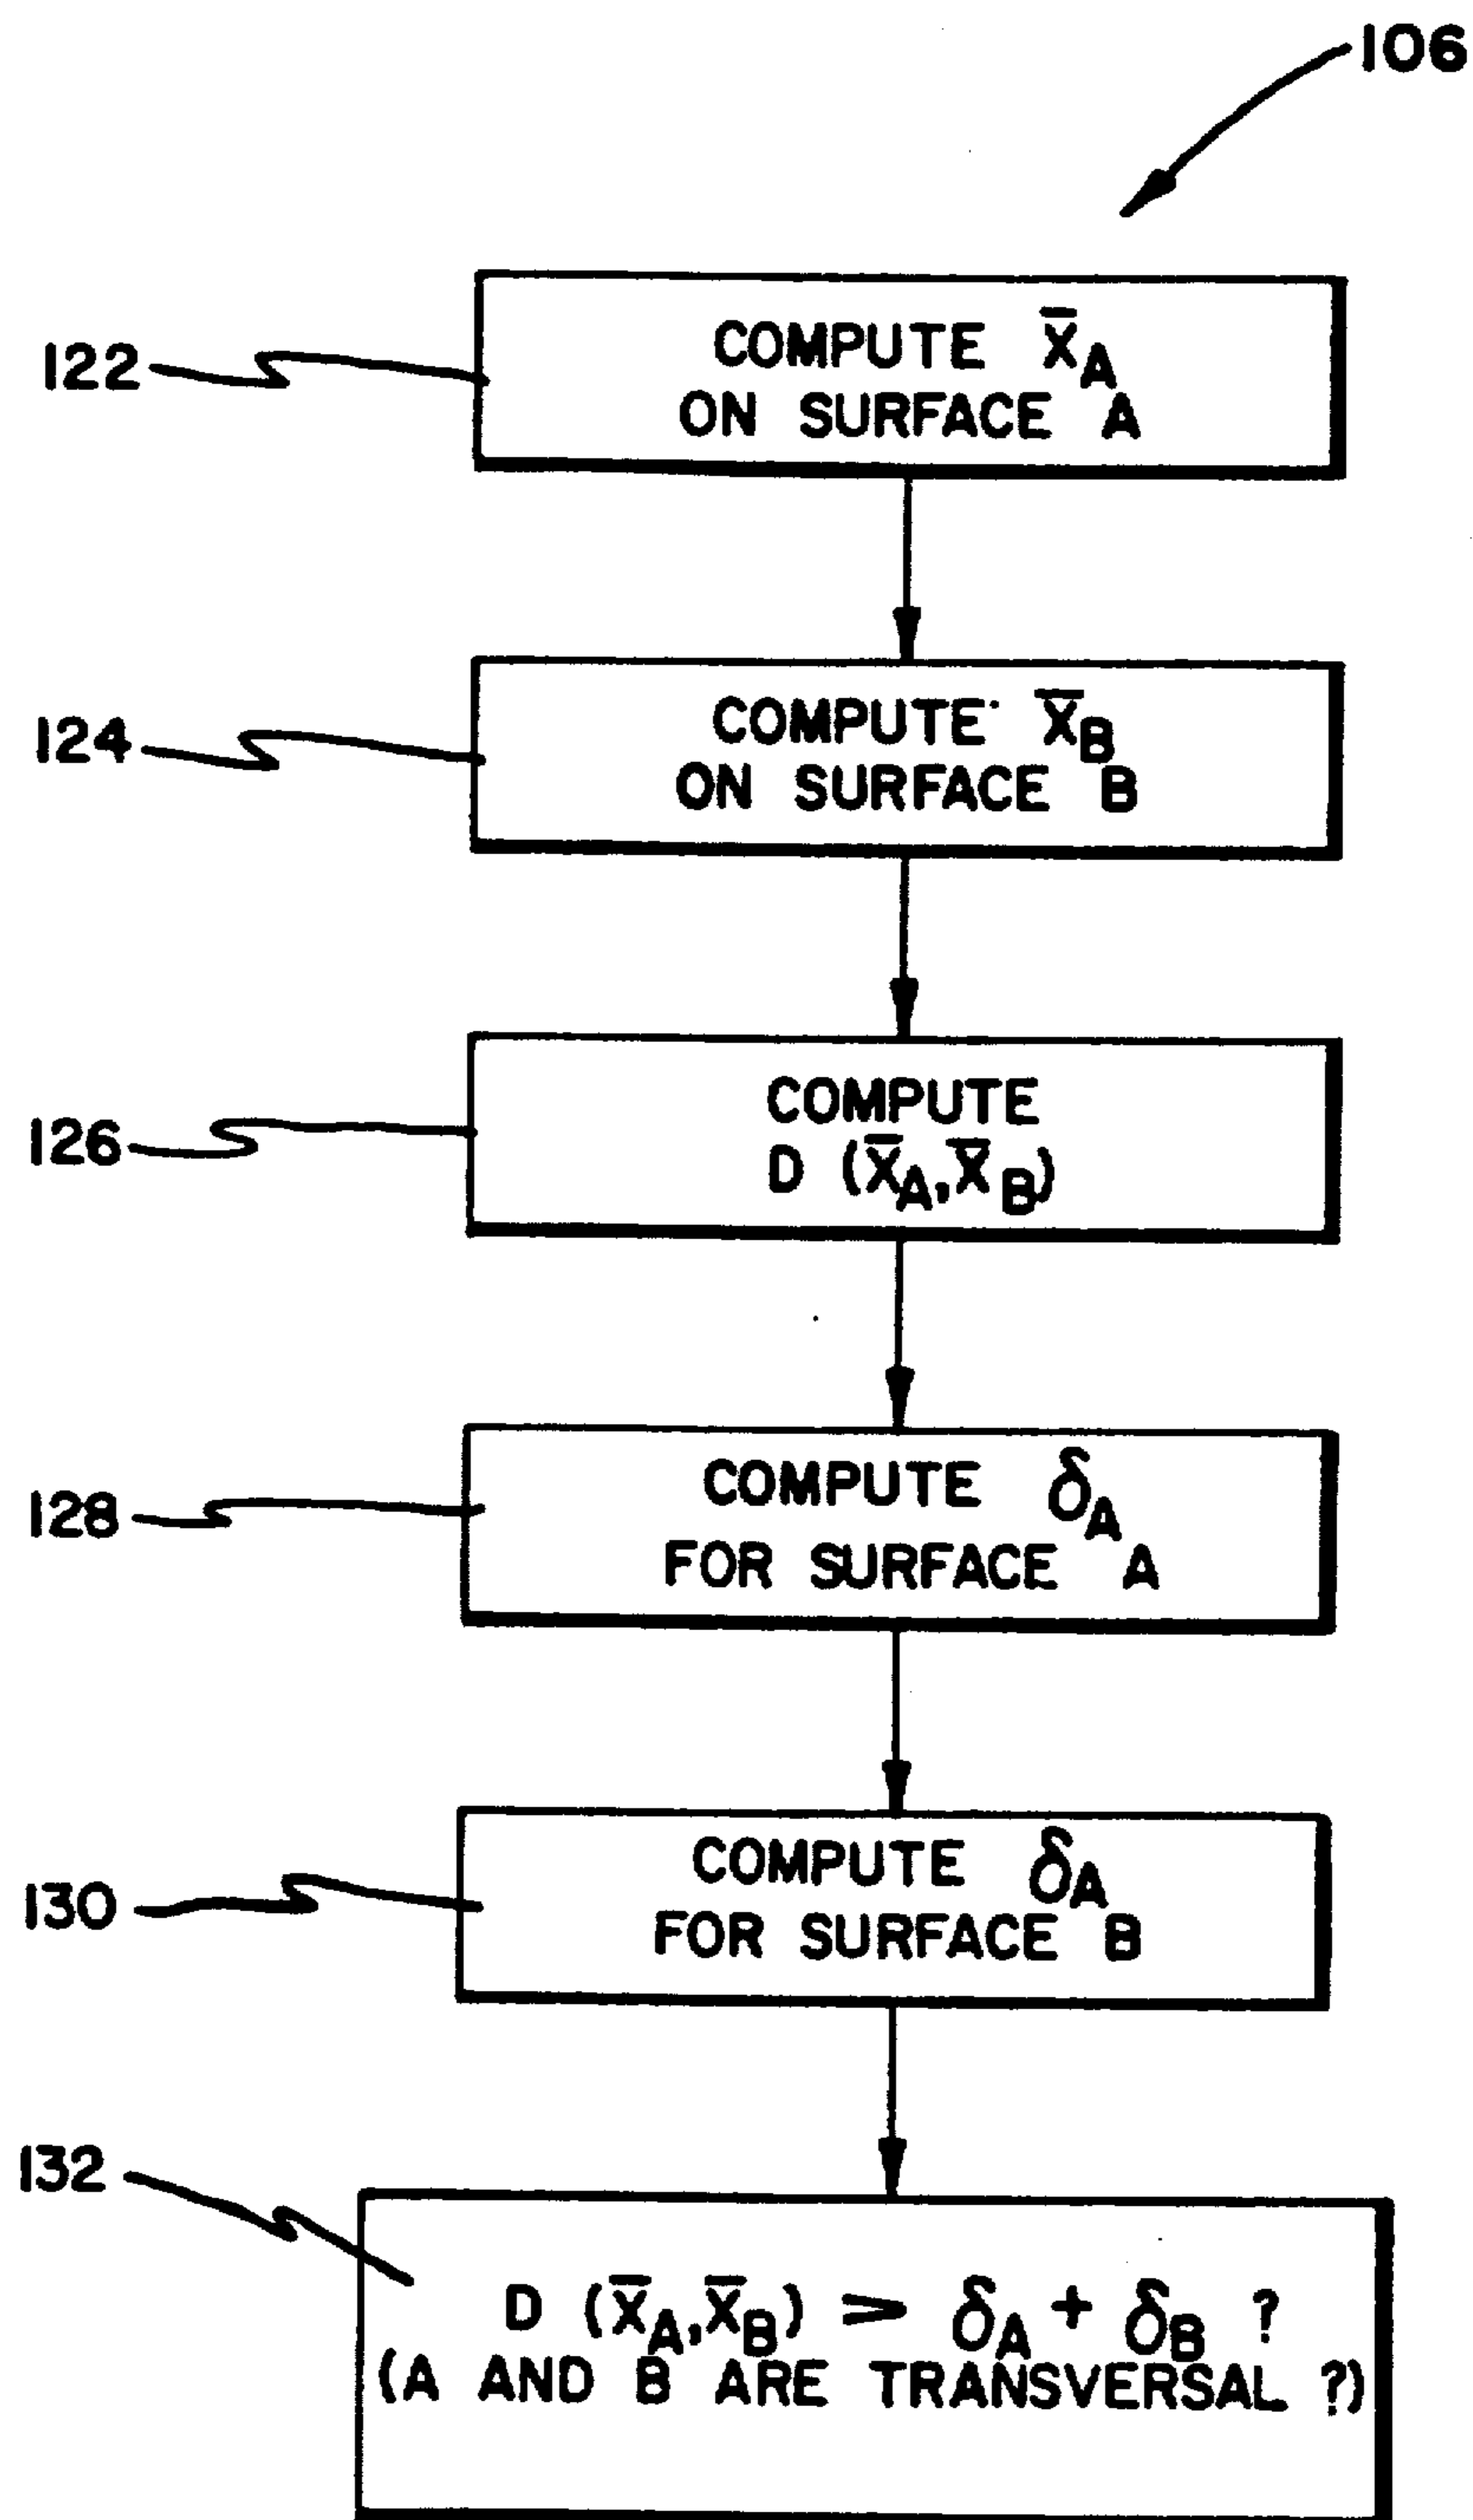 106
122
COMPUTE X̄A
ON SURFACE A
124
COMPUTE X̄B
ON SURFACE B
126
COMPUTE
D (X̄A,X̄B)
128
COMPUTE δA
FOR SURFACE A
130
COMPUTE δA
FOR SURFACE B
132
D (X̄A,X̄B) > δA + δB ?
(A AND B ARE TRANSVERSAL ?)